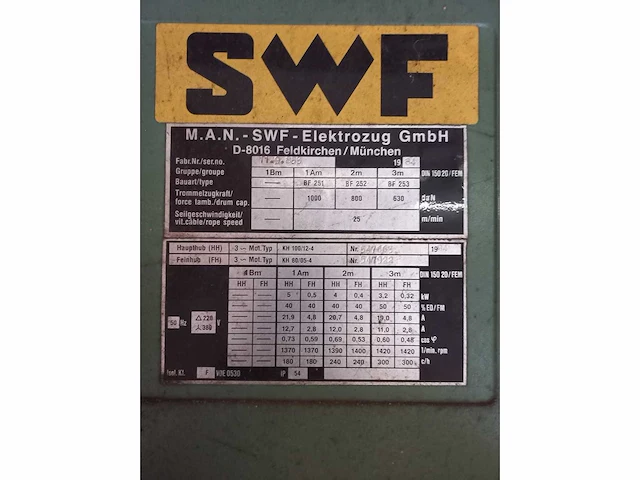 SWF
M.A.N.-SWF-Elektrozug GmbH
D-8016 Feldkirchen/München
Fabr.Nr./ser.no. 19
Gruppe/groupe 1Bm 1Am 2m 3m DIN 15020/FEM
Bauart/type — BF 251 BF 252 BF 253
Trommelzugkraft/ force tamb./drum cap. — 1000 800 630 daN
Seilgeschwindigkeit/ vit.cable/rope speed — 25 m/min
Haupthub (HH) 3 ~ Mot.Typ KH 100/12-4 Nr. 19
Feinhub (FH) 3 ~ Mot.Typ KH 80/05-4 Nr.
1Bm 1Am 2m 3m DIN 15020/FEM
HH FH HH FH HH FH HH FH
— — 5 0,5 4 0,4 3,2 0,32 kW
— — 40 40 40 40 50 50 % ED/FM
50 Hz △ 220 V — — 21,9 4,8 20,7 4,8 19,0 4,8 A
人 380 — — 12,7 2,8 12,0 2,8 11,0 2,8 A
— — 0,73 0,59 0,69 0,53 0,60 0,48 cos φ
— — 1370 1370 1390 1400 1420 1420 1/min. rpm
— — 180 180 240 240 300 300 c/h
Isol. Kl. F VDE 0530 IP 54